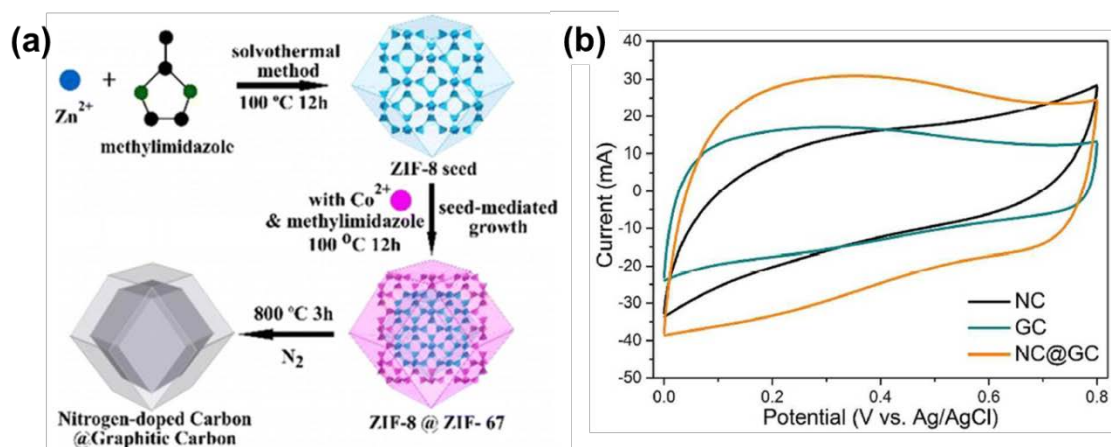 (a)
Zn2+
+
methylimidazole
solvothermal
method
100 °C 12h
ZIF-8 seed
with Co2+
& methylimidazole
100 °C 12h
seed-mediated
growth
ZIF-8 @ ZIF- 67
800 °C 3h
N2
Nitrogen-doped Carbon
@Graphitic Carbon
(b)
Current (mA)
40
30
20
10
0
-10
-20
-30
-40
-50
0.0
0.2
0.4
0.6
0.8
Potential (V vs. Ag/AgCl)
NC
GC
NC@GC